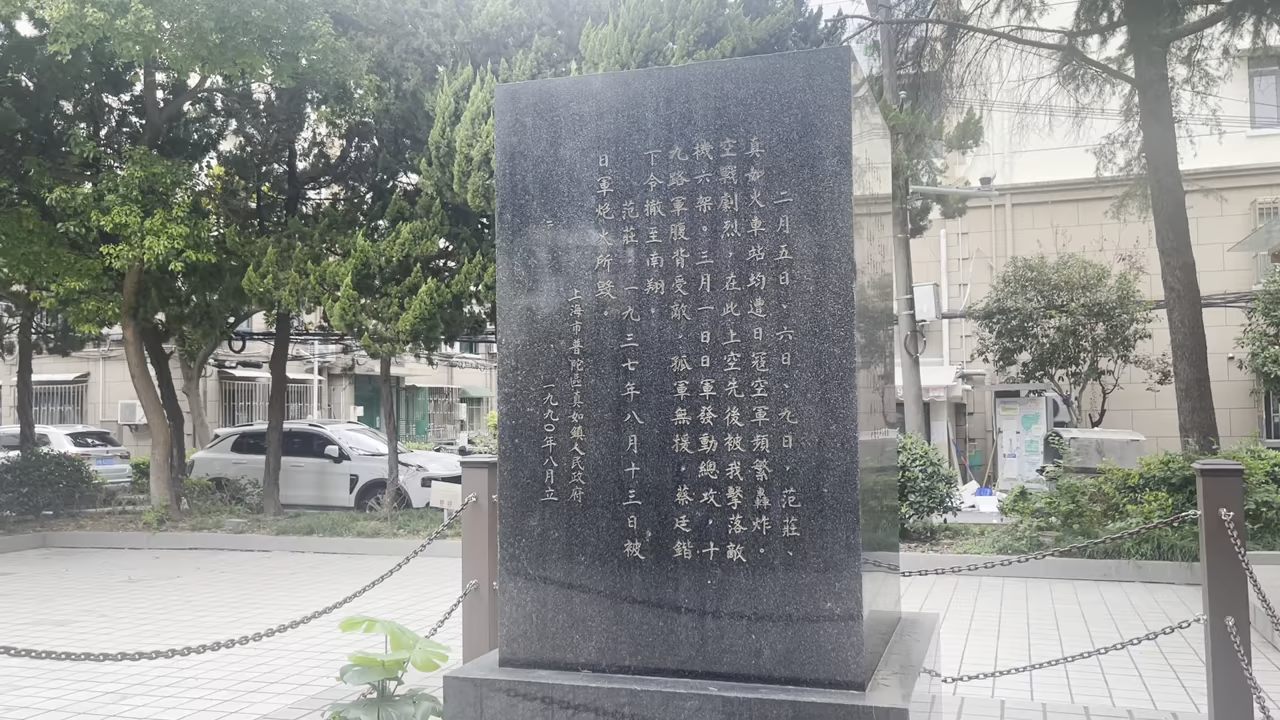 二月五日、六日、九日，范莊、
真如火車站均遭日寇空軍頻繁轟炸。
空戰劇烈，在此上空先後被我擊落敵
機六架。三月一日日軍發動總攻，十
九路軍腹背受敵，孤軍無援，蔡廷鍇
下令撤至南翔。
范莊：一九三七年八月十三日被
日軍炮火所毀。
上海市普陀區真如鎮人民政府
一九九〇年八月立